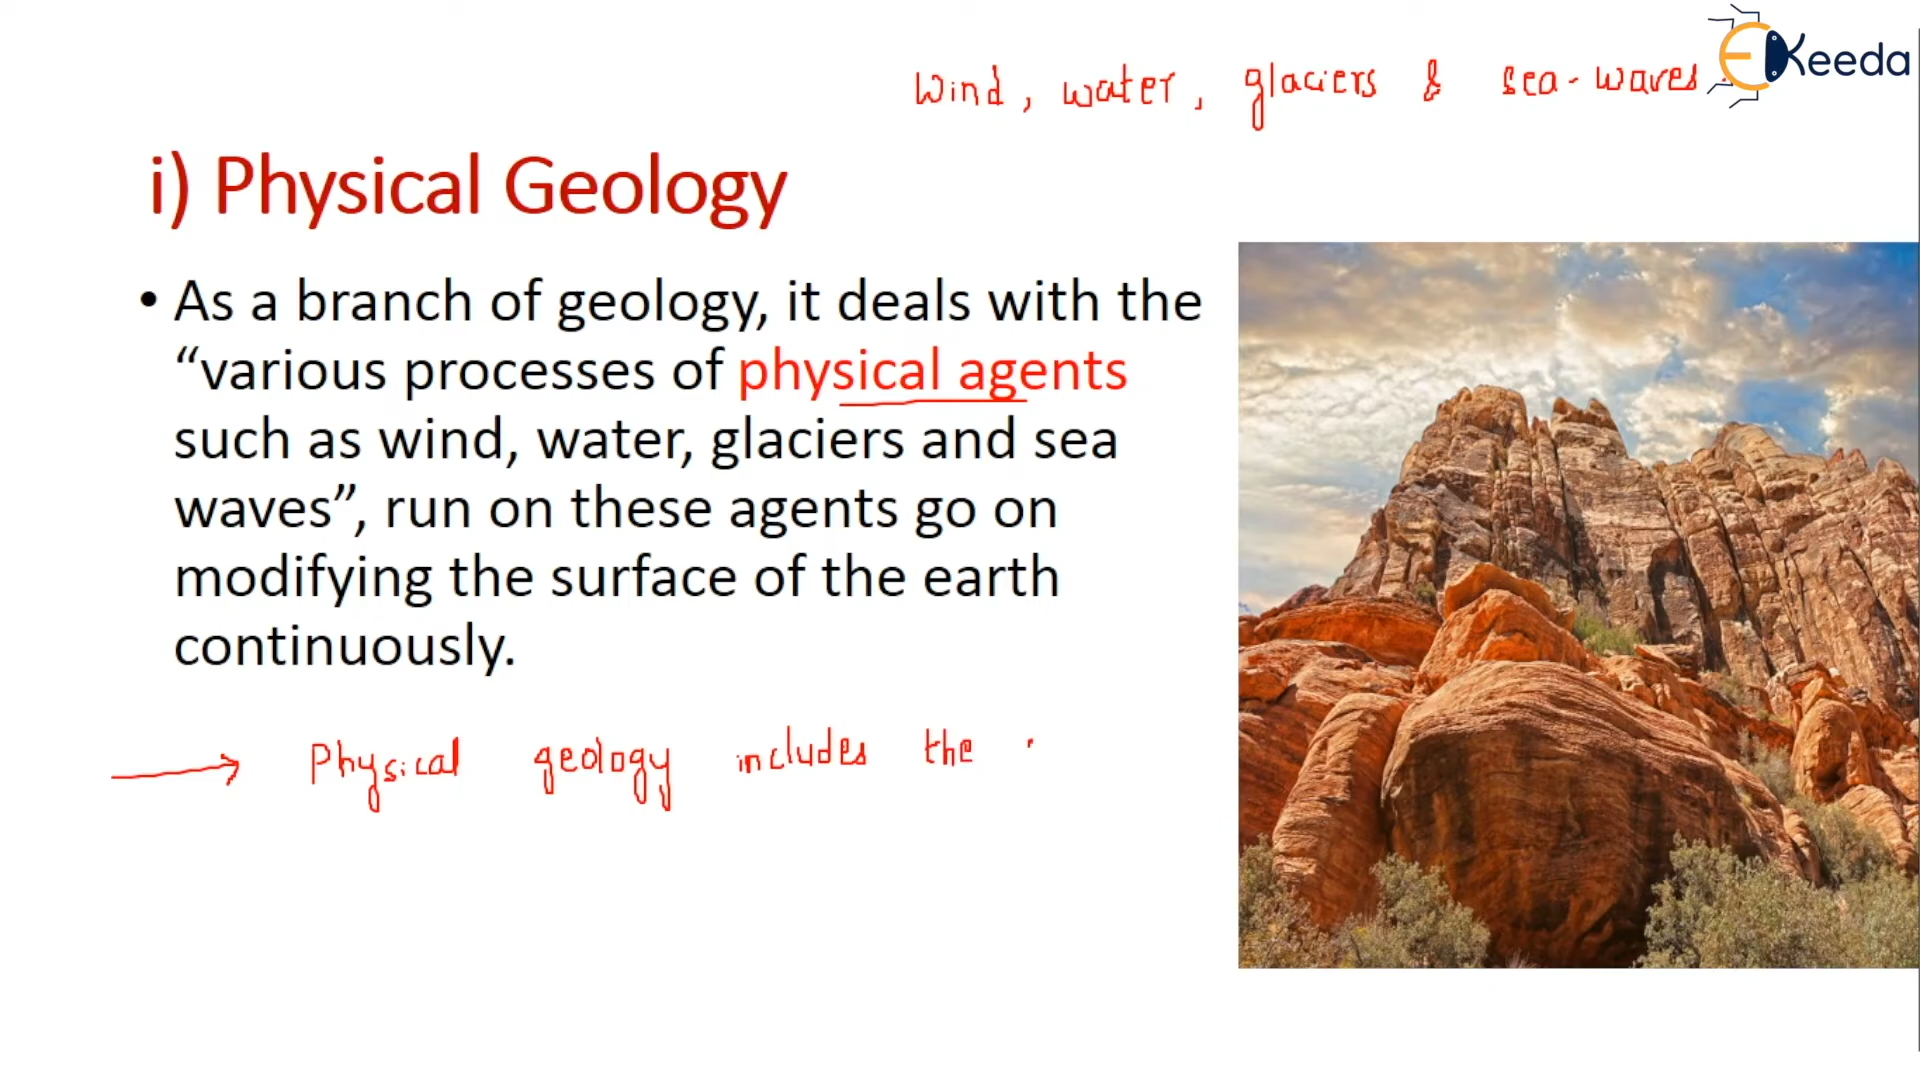 Wind, water, glaciers & sea-waves.
EKeeda
i) Physical Geology
• As a branch of geology, it deals with the
“various processes of physical agents
such as wind, water, glaciers and sea
waves”, run on these agents go on
modifying the surface of the earth
continuously.
→ Physical geology includes the